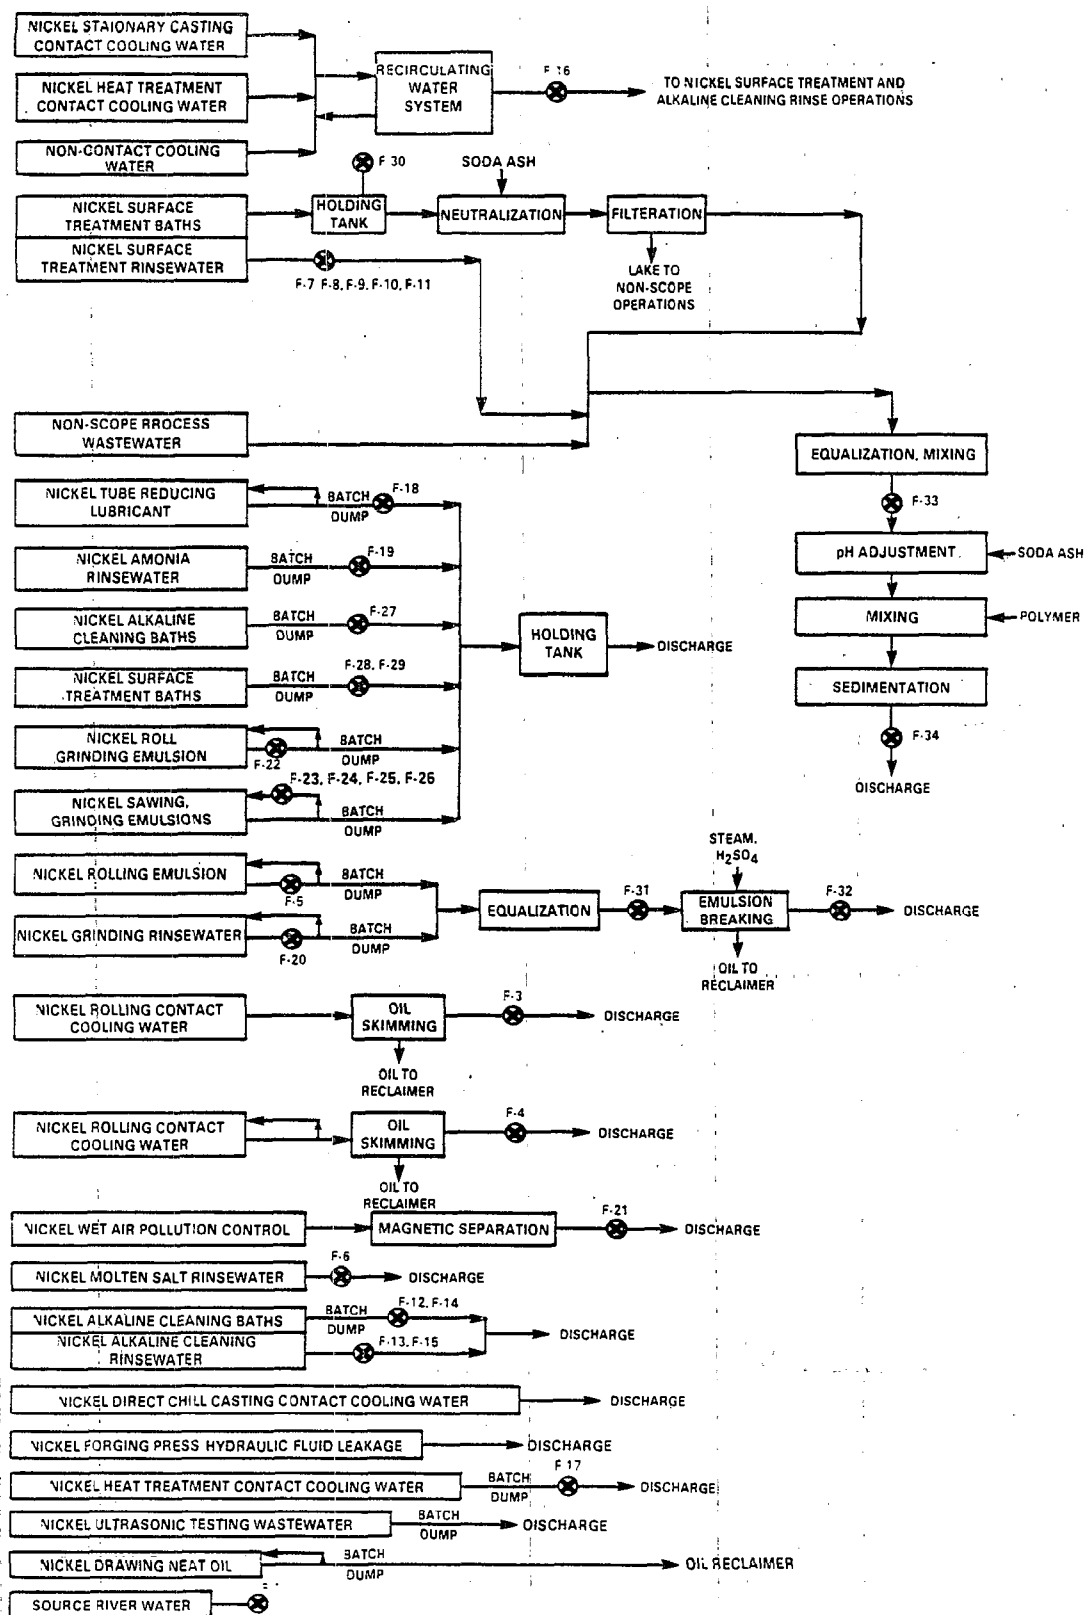 NICKEL STAIONARY CASTING
CONTACT COOLING WATER
NICKEL HEAT TREATMENT
CONTACT COOLING WATER
NON-CONTACT COOLING
WATER
RECIRCULATING
WATER
SYSTEM
F-16
TO NICKEL SURFACE TREATMENT AND
ALKALINE CLEANING RINSE OPERATIONS
F-30
SODA ASH
NICKEL SURFACE
TREATMENT BATHS
HOLDING
TANK
NEUTRALIZATION
FILTERATION
NICKEL SURFACE
TREATMENT RINSEWATER
F-7 F-8, F-9, F-10, F-11
LAKE TO
NON-SCOPE
OPERATIONS
NON-SCOPE RROCESS
WASTEWATER
EQUALIZATION, MIXING
F-33
pH ADJUSTMENT
SODA ASH
MIXING
POLYMER
SEDIMENTATION
F-34
DISCHARGE
NICKEL TUBE REDUCING
LUBRICANT
BATCH
DUMP
F-18
NICKEL AMONIA
RINSEWATER
BATCH
DUMP
F-19
NICKEL ALKALINE
CLEANING BATHS
BATCH
DUMP
F-27
HOLDING
TANK
DISCHARGE
NICKEL SURFACE
TREATMENT BATHS
BATCH
DUMP
F-28, F-29
NICKEL ROLL
GRINDING EMULSION
F-22
BATCH
DUMP
F-23, F-24, F-25, F-26
NICKEL SAWING,
GRINDING EMULSIONS
BATCH
DUMP
NICKEL ROLLING EMULSION
F-5
BATCH
DUMP
NICKEL GRINDING RINSEWATER
F-20
BATCH
DUMP
EQUALIZATION
F-31
STEAM,
H2SO4
EMULSION
BREAKING
F-32
DISCHARGE
OIL TO
RECLAIMER
NICKEL ROLLING CONTACT
COOLING WATER
OIL
SKIMMING
F-3
DISCHARGE
OIL TO
RECLAIMER
NICKEL ROLLING CONTACT
COOLING WATER
OIL
SKIMMING
F-4
DISCHARGE
OIL TO
RECLAIMER
NICKEL WET AIR POLLUTION CONTROL
MAGNETIC SEPARATION
F-21
DISCHARGE
NICKEL MOLTEN SALT RINSEWATER
F-6
DISCHARGE
NICKEL ALKALINE CLEANING BATHS
BATCH
DUMP
F-12, F-14
NICKEL ALKALINE CLEANING
RINSEWATER
F-13, F-15
DISCHARGE
NICKEL DIRECT CHILL CASTING CONTACT COOLING WATER
DISCHARGE
NICKEL FORGING PRESS HYDRAULIC FLUID LEAKAGE
DISCHARGE
NICKEL HEAT TREATMENT CONTACT COOLING WATER
BATCH
DUMP
F-17
DISCHARGE
NICKEL ULTRASONIC TESTING WASTEWATER
BATCH
DUMP
DISCHARGE
NICKEL DRAWING NEAT OIL
BATCH
DUMP
OIL RECLAIMER
SOURCE RIVER WATER